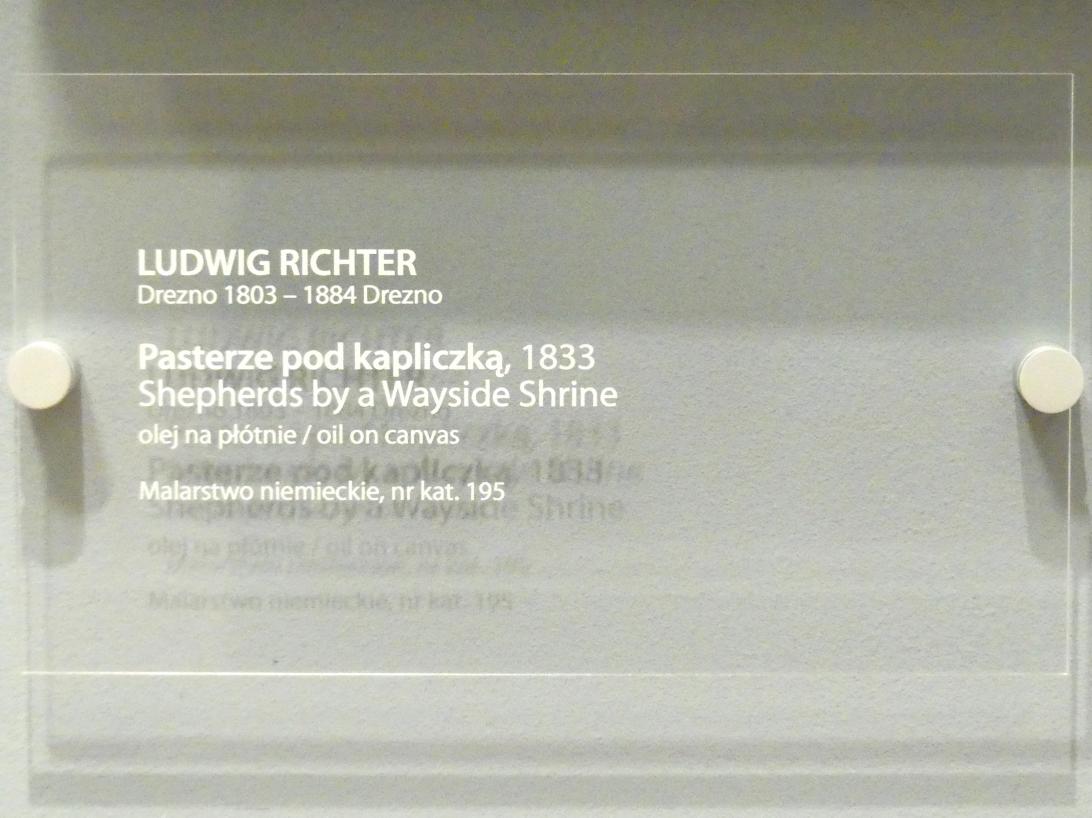 LUDWIG RICHTER
Drezno 1803 – 1884 Drezno
Pasterze pod kapliczką, 1833
Shepherds by a Wayside Shrine
olej na płótnie / oil on canvas
Malarstwo niemieckie, nr kat. 195